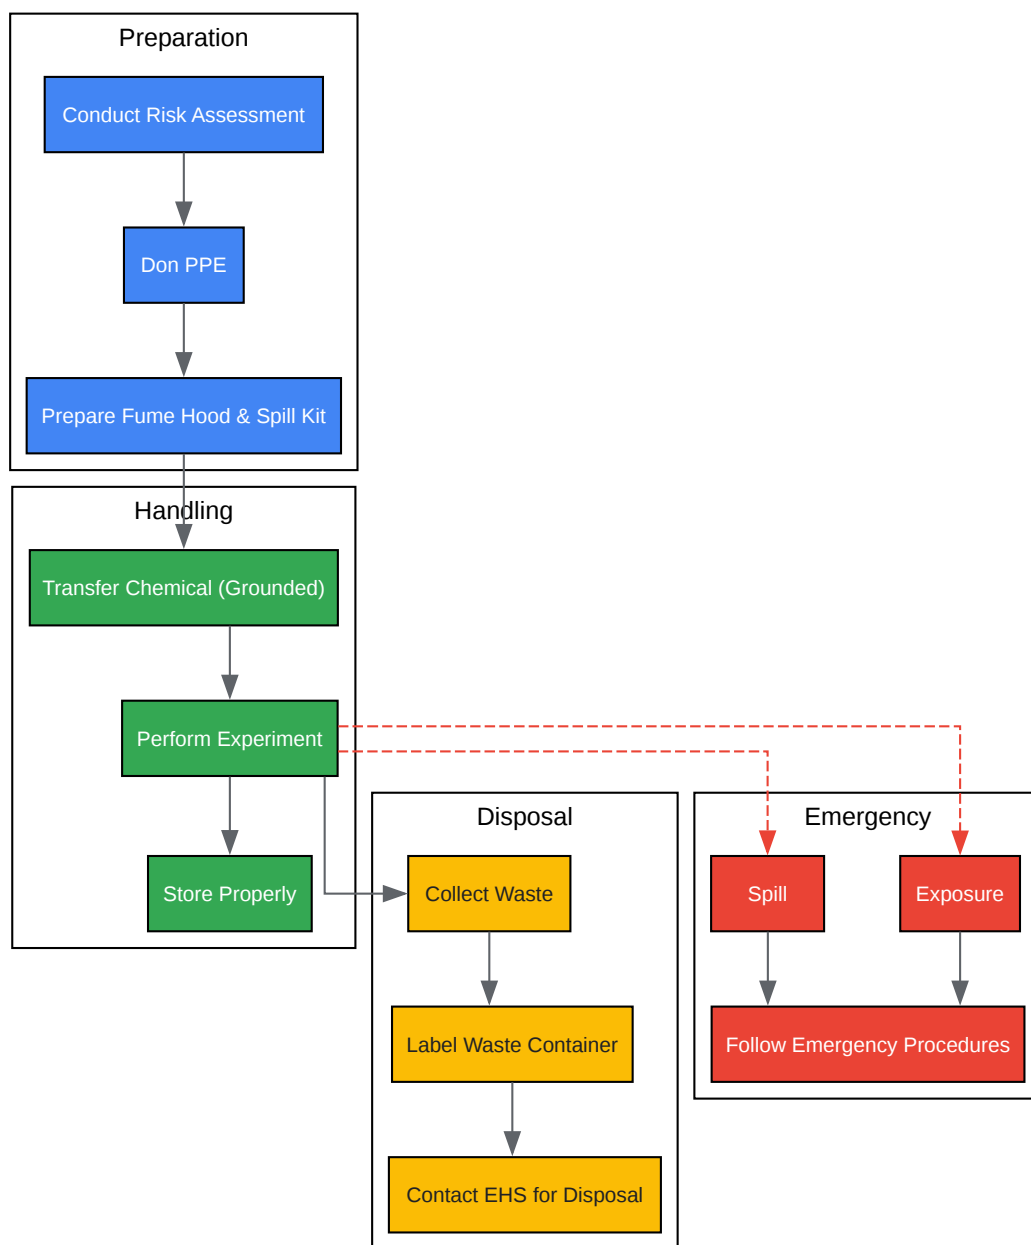 Preparation
Conduct Risk Assessment
Don PPE
Prepare Fume Hood & Spill Kit
Handling
Transfer Chemical (Grounded)
Perform Experiment
Store Properly
Disposal
Collect Waste
Label Waste Container
Contact EHS for Disposal
Emergency
Spill
Exposure
Follow Emergency Procedures